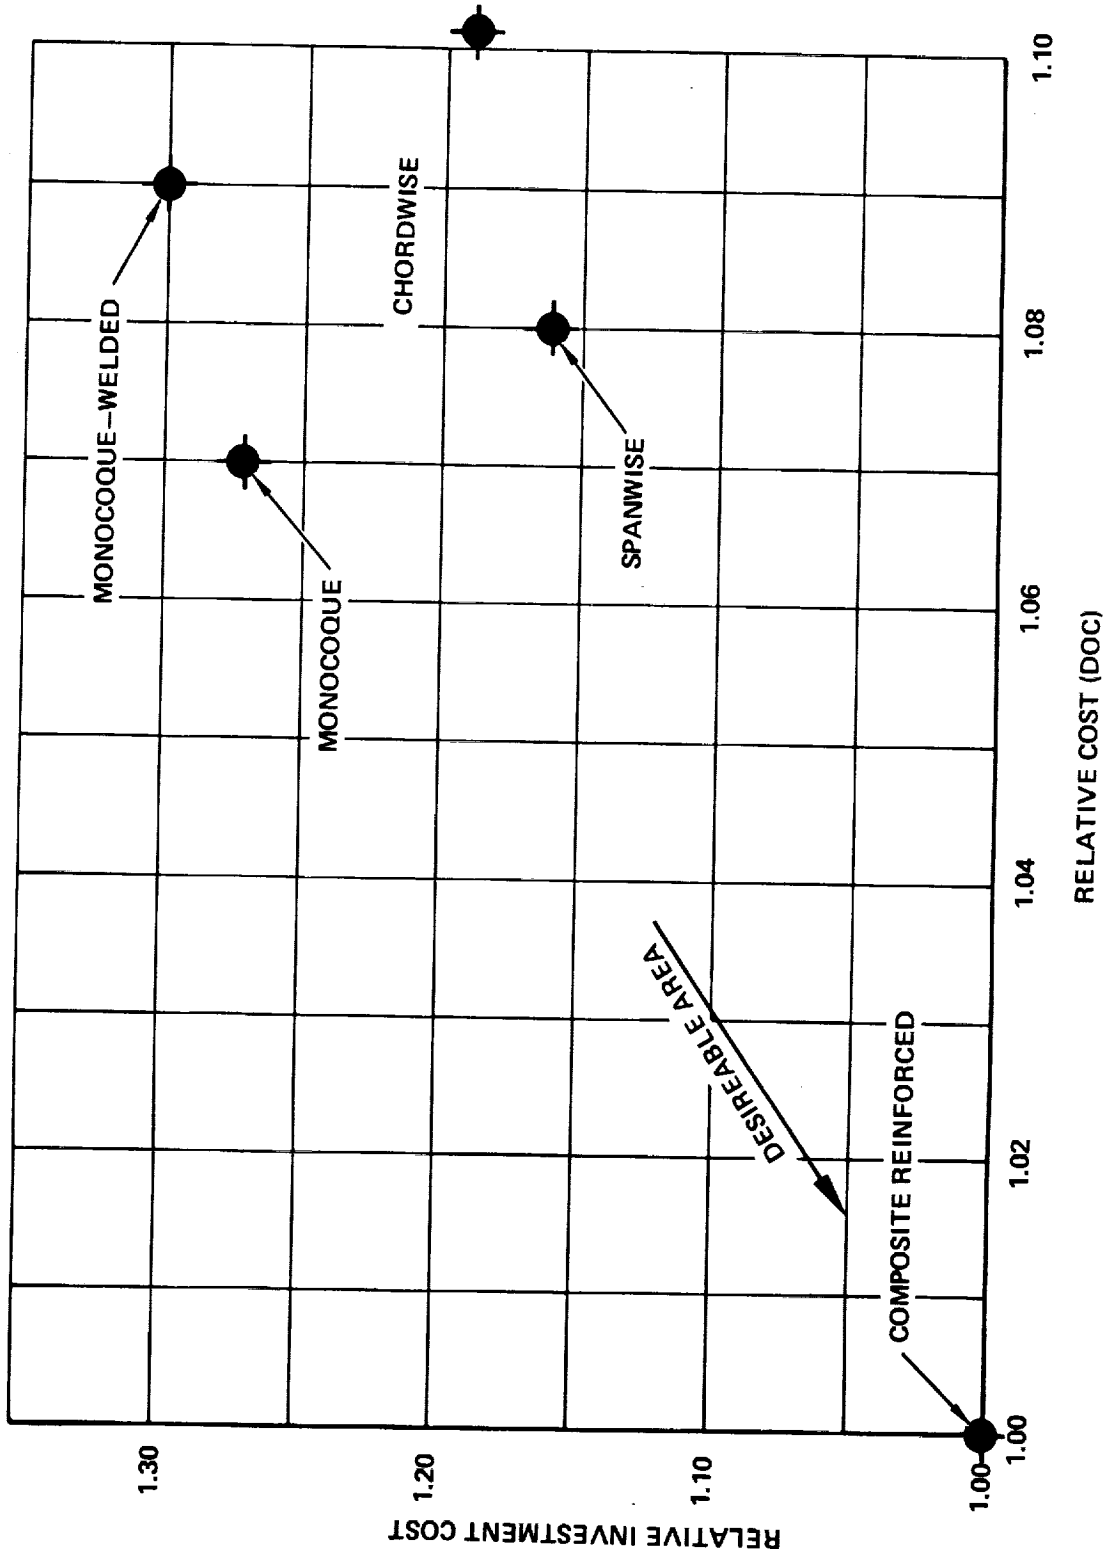 RELATIVE INVESTMENT COST
1.30
1.20
1.10
1.00
MONOCOQUE–WELDED
MONOCOQUE
CHORDWISE
SPANWISE
DESIREABLE AREA
COMPOSITE REINFORCED
1.00
1.02
1.04
1.06
1.08
1.10
RELATIVE COST (DOC)